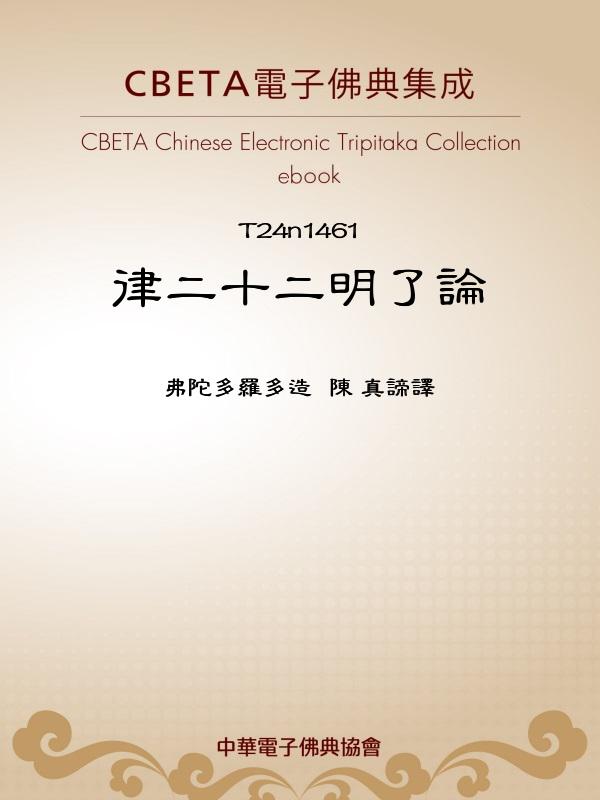 CBETA電子佛典集成
CBETA Chinese Electronic Tripitaka Collection
ebook
T24n1461
律二十二明了論
弗陀多羅多造 陳 真諦譯
中華電子佛典協會